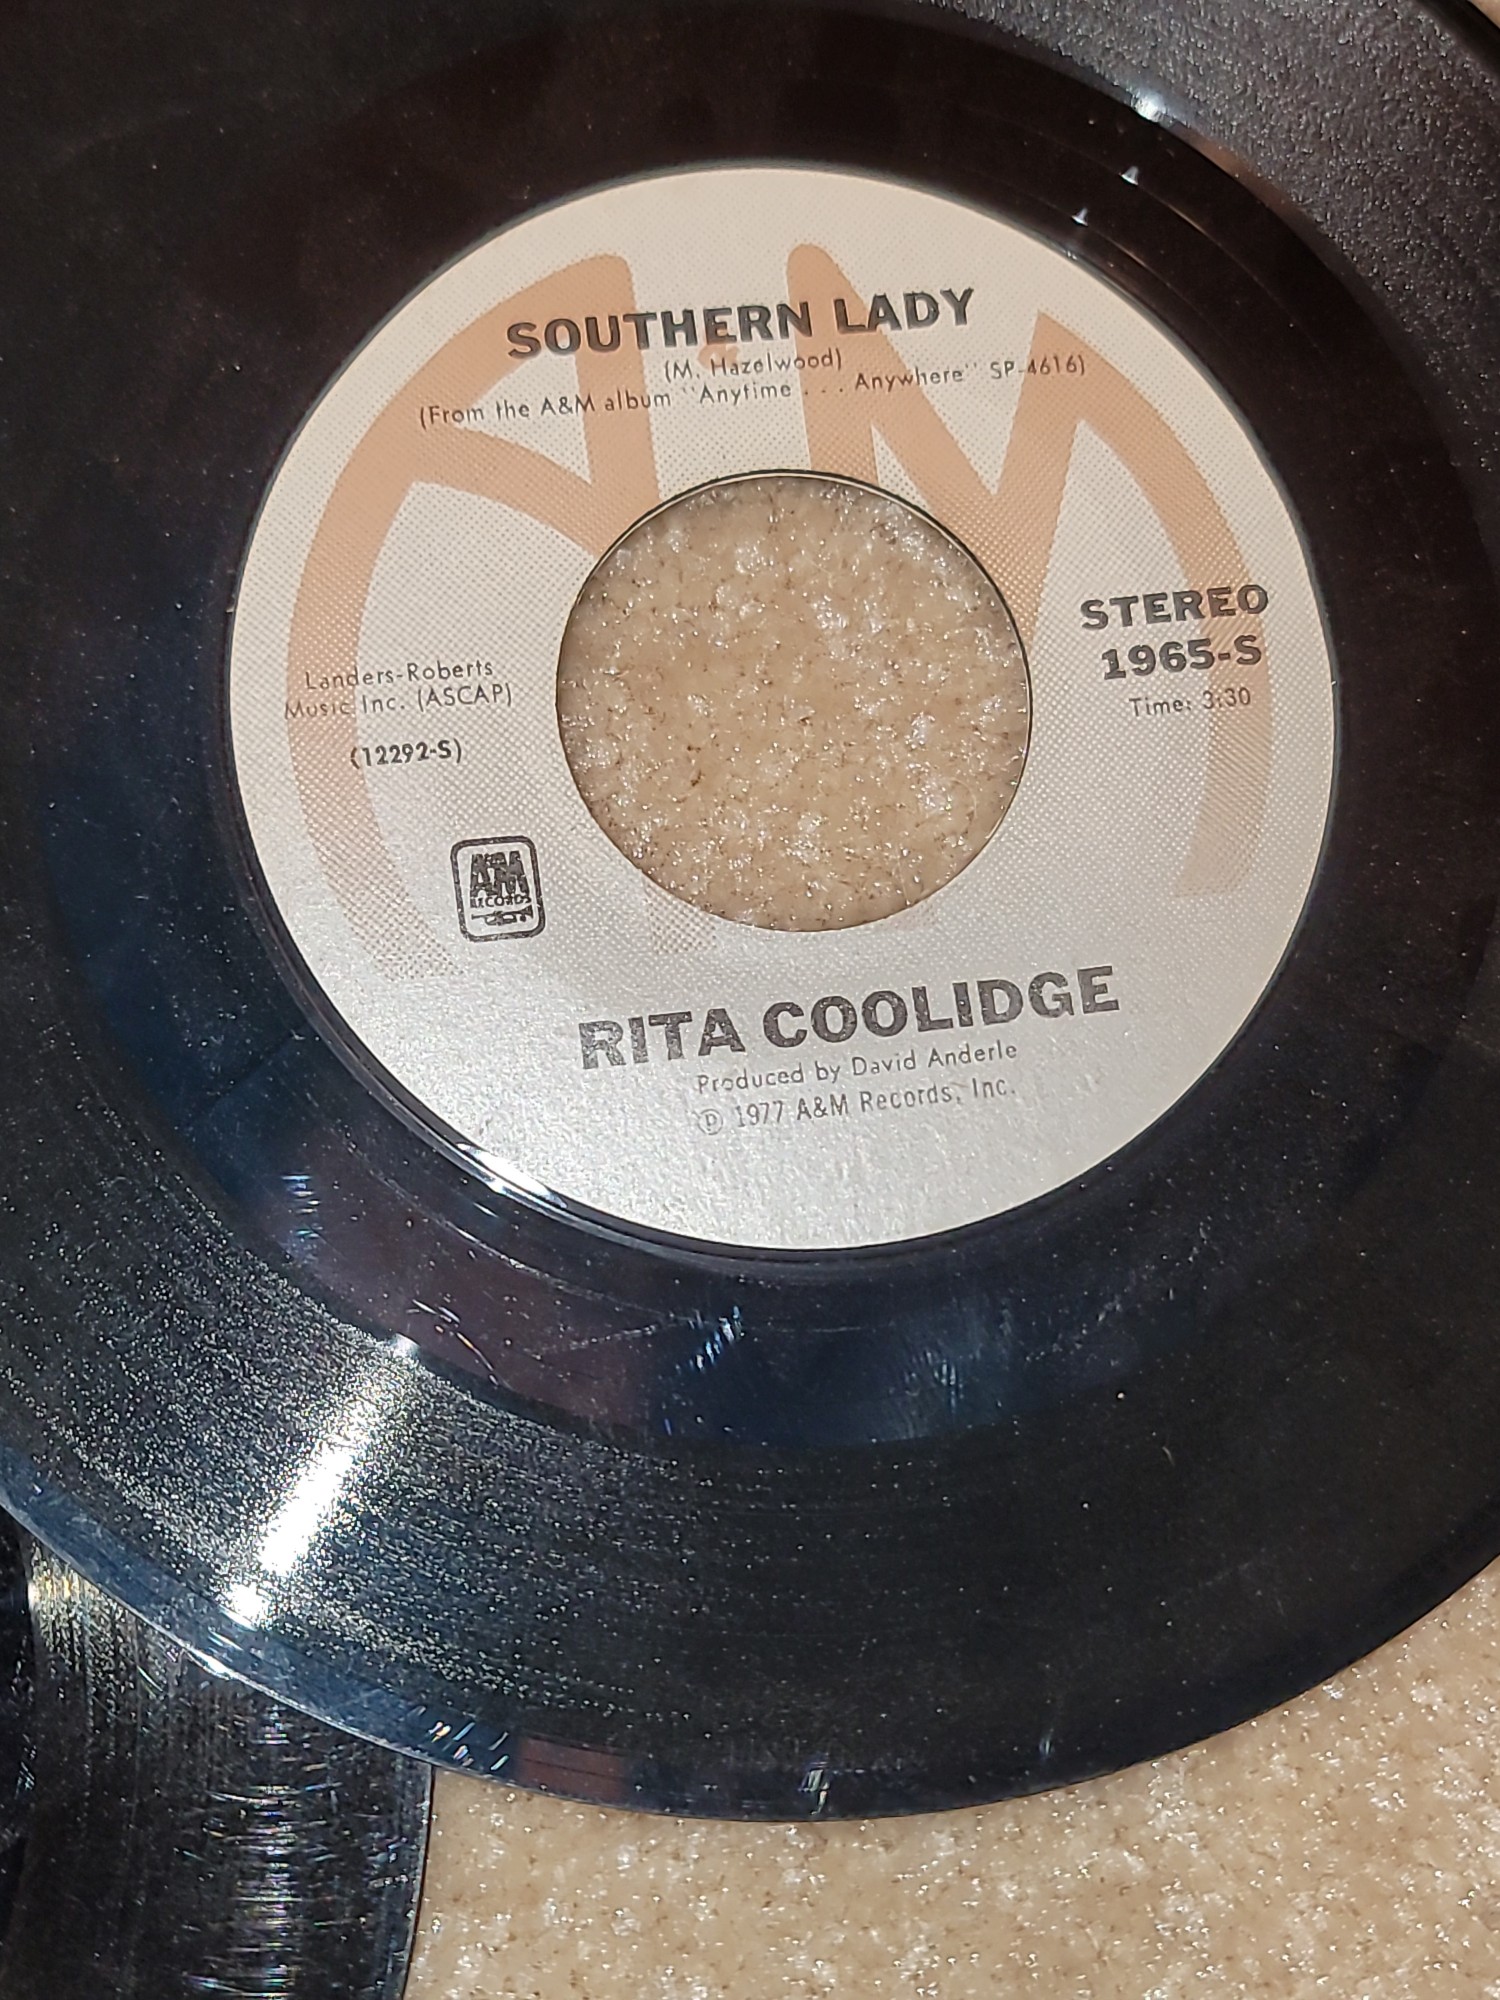 SOUTHERN LADY
(M. Hazelwood)
(From the A&M album "Anytime . . . Anywhere" SP-4616)
STEREO
1965-S
Time: 3:30
Landers-Roberts
Music Inc. (ASCAP)
(12292-S)
A&M
RECORDS
RITA COOLIDGE
Produced by David Anderle
℗ 1977 A&M Records, Inc.